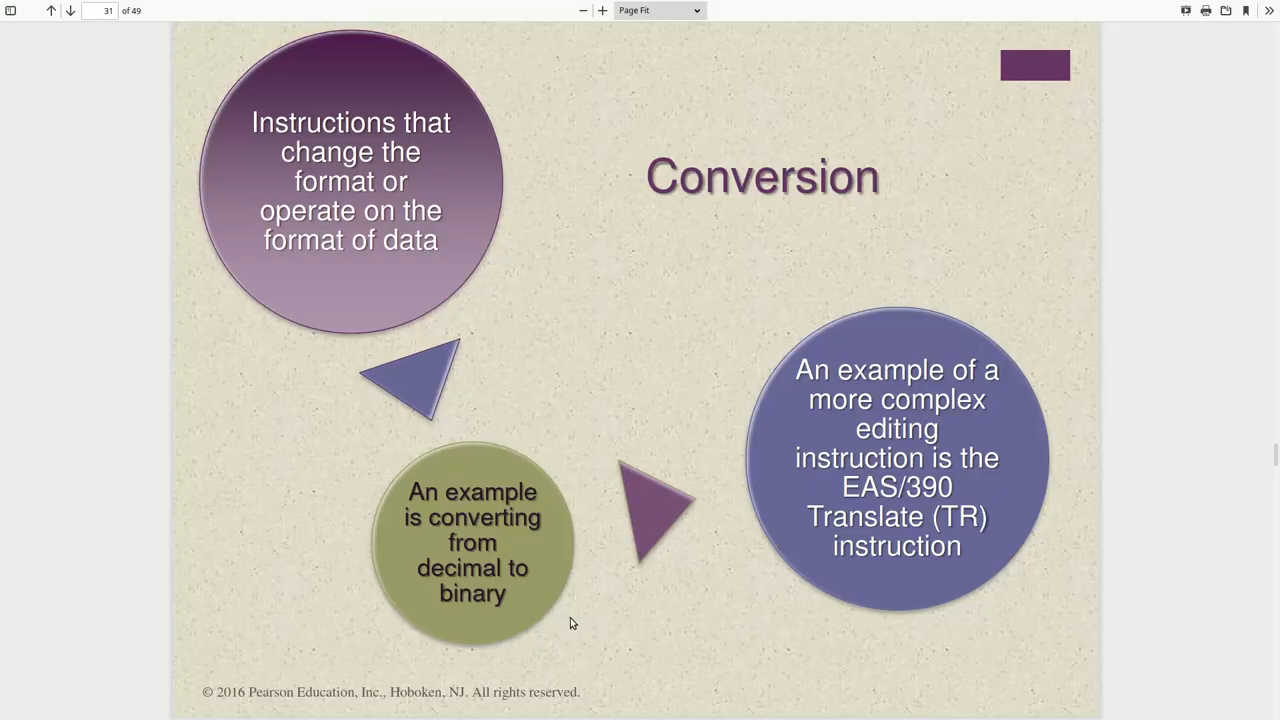 31 of 49
Page Fit
Instructions that
change the
format or
operate on the
format of data
Conversion
An example of a
more complex
editing
instruction is the
EAS/390
Translate (TR)
instruction
An example
is converting
from
decimal to
binary
© 2016 Pearson Education, Inc., Hoboken, NJ. All rights reserved.